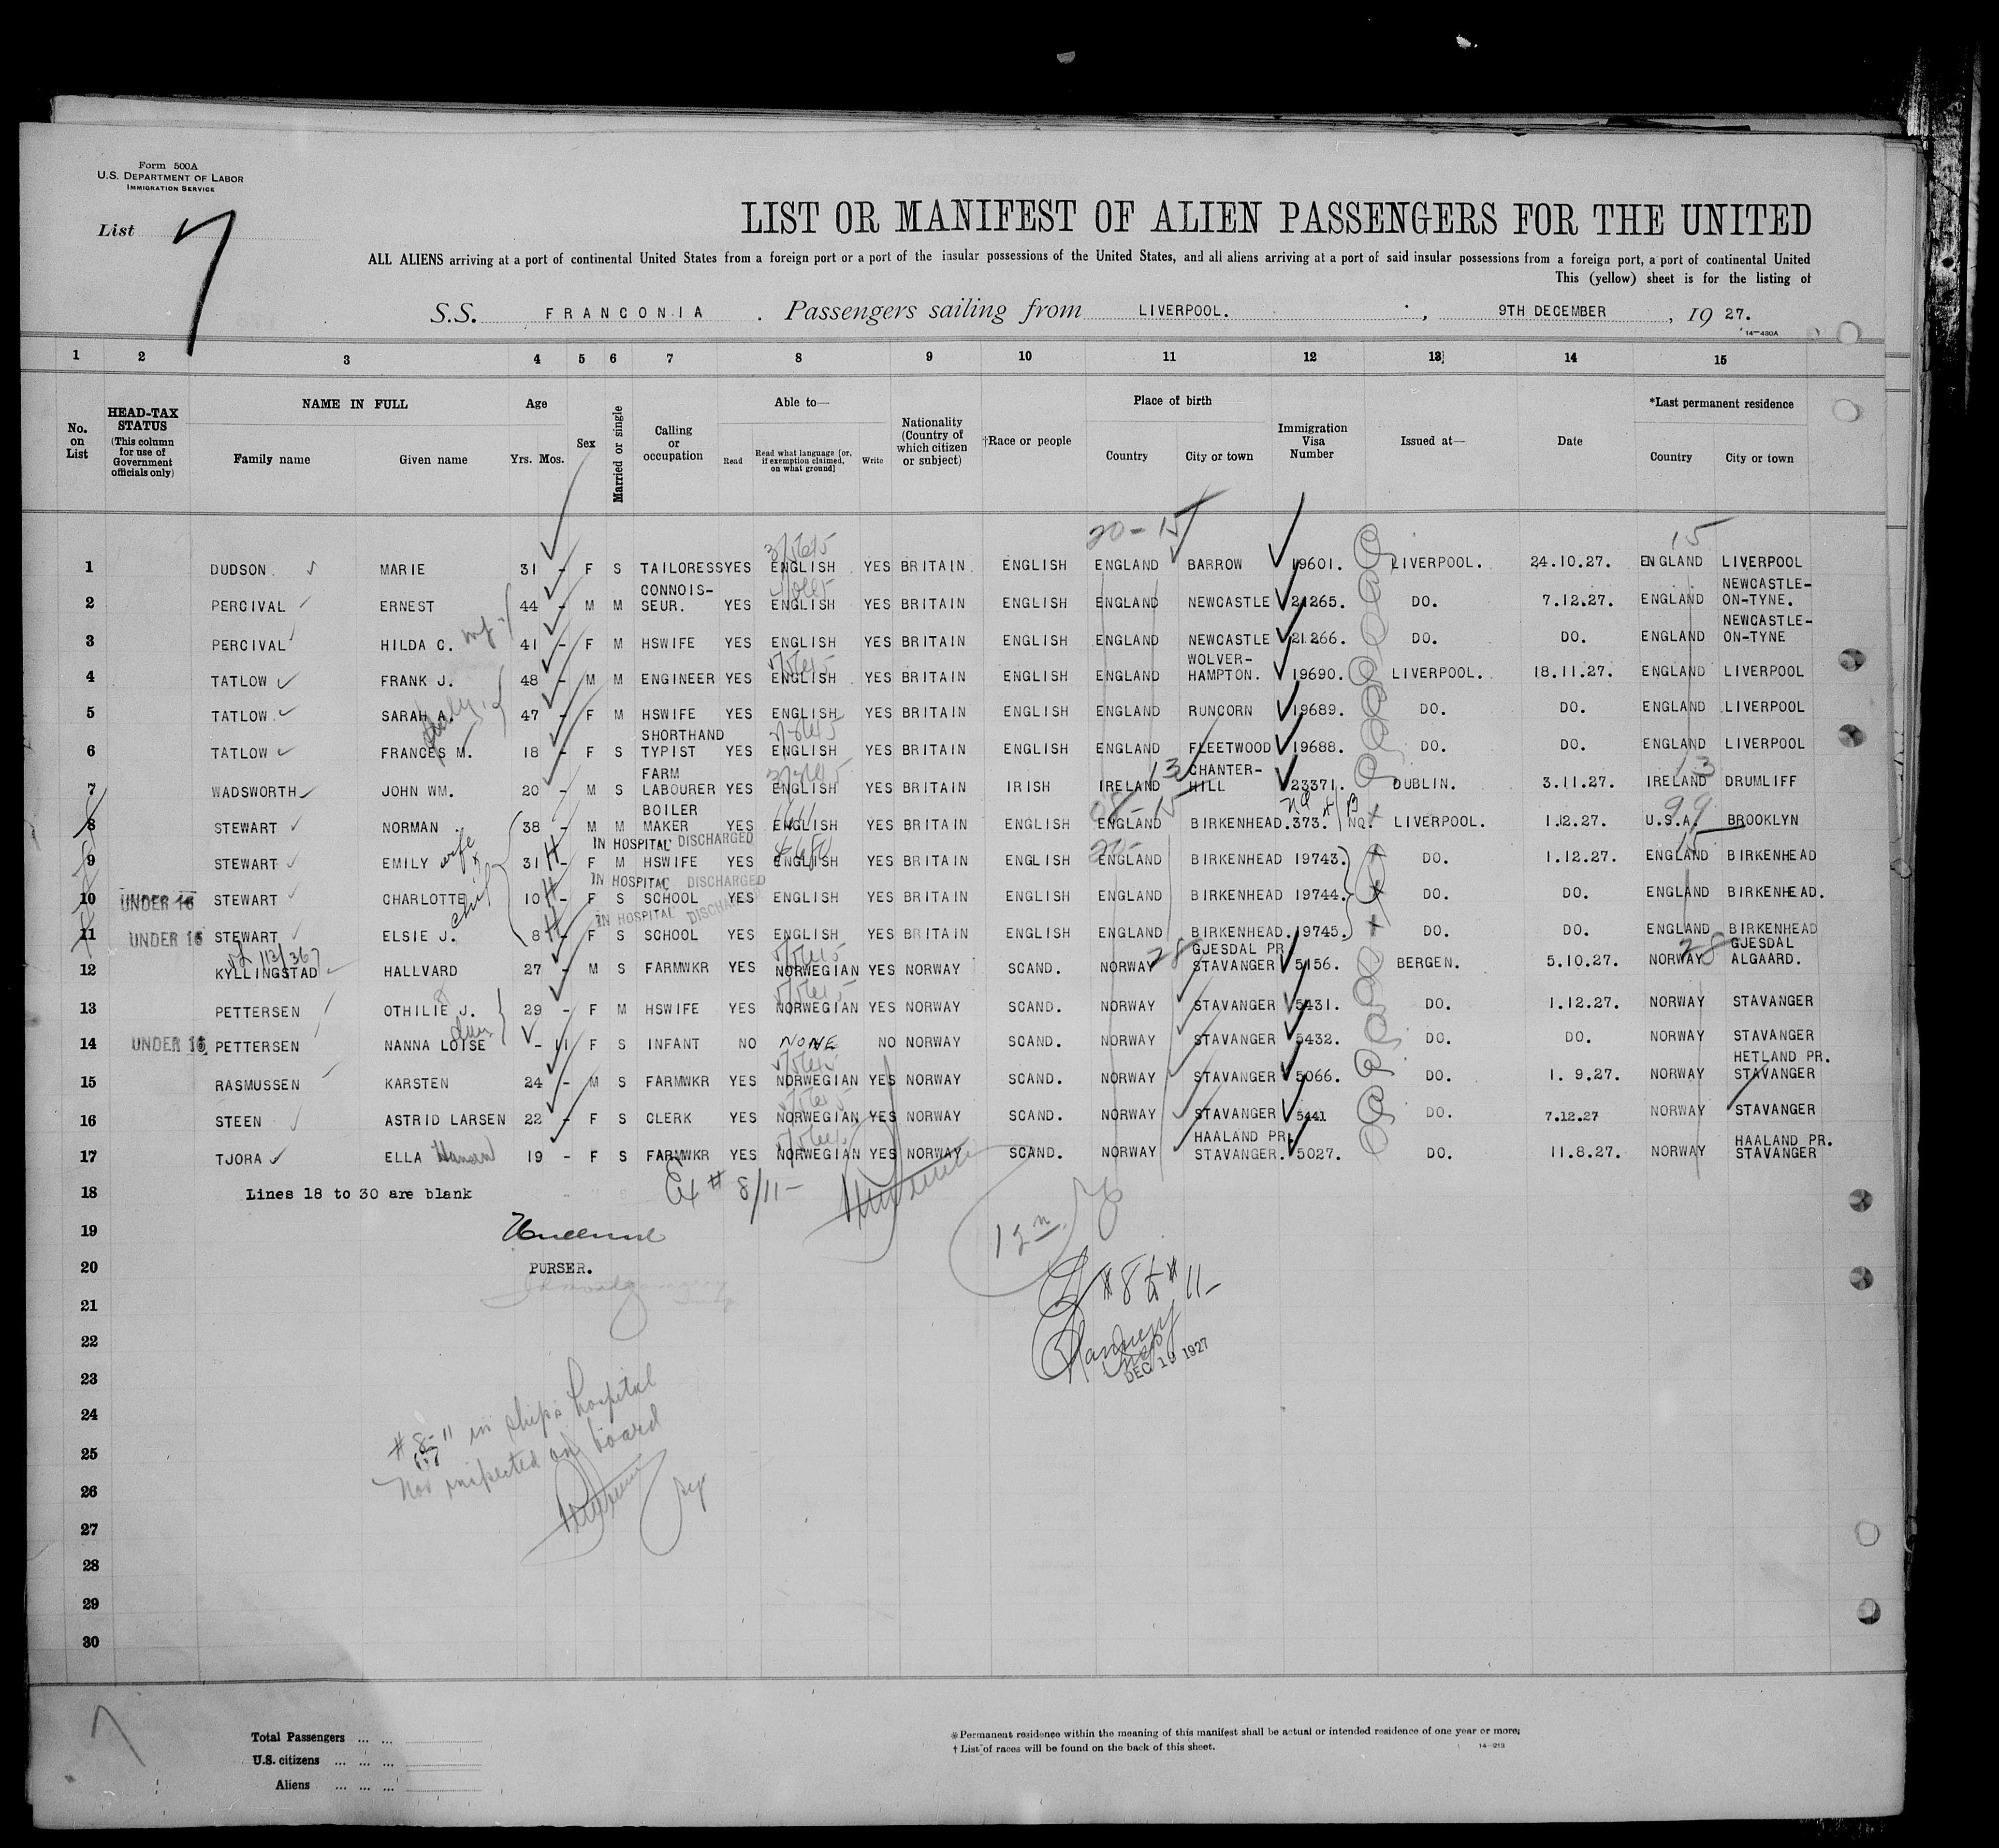 Form 500A
U.S. DEPARTMENT OF LABOR
IMMIGRATION SERVICE
List 7
LIST OR MANIFEST OF ALIEN PASSENGERS FOR THE UNITED
ALL ALIENS arriving at a port of continental United States from a foreign port or a port of the insular possessions of the United States, and all aliens arriving at a port of said insular possessions from a foreign port, a port of continental United
This (yellow) sheet is for the listing of
S.S. FRANCONIA. Passengers sailing from LIVERPOOL., 9TH DECEMBER, 19 27.
14-430A
1 2 3 4 5 6 7 8 9 10 11 12 13 14 15
No. on List
HEAD-TAX STATUS (This column for use of Government officials only)
NAME IN FULL
Family name Given name
Age
Yrs. Mos.
Sex
Married or single
Calling or occupation
Able to—
Read
Read what language [or, if exemption claimed, on what ground]
Write
Nationality (Country of which citizen or subject)
†Race or people
Place of birth
Country City or town
Immigration Visa Number
Issued at—
Date
*Last permanent residence
Country City or town
20-15 15
1 DUDSON MARIE 31 - F S TAILORESS YES ENGLISH YES BRITAIN ENGLISH ENGLAND BARROW 19601. LIVERPOOL. 24.10.27. ENGLAND LIVERPOOL
2 PERCIVAL ERNEST 44 - M M CONNOIS-SEUR. YES ENGLISH YES BRITAIN ENGLISH ENGLAND NEWCASTLE 21265. DO. 7.12.27. ENGLAND NEWCASTLE-ON-TYNE.
3 PERCIVAL HILDA C. 41 - F M HSWIFE YES ENGLISH YES BRITAIN ENGLISH ENGLAND NEWCASTLE 21266. DO. DO. ENGLAND NEWCASTLE-ON-TYNE
4 TATLOW FRANK J. 48 - M M ENGINEER YES ENGLISH YES BRITAIN ENGLISH ENGLAND WOLVER-HAMPTON. 19690. LIVERPOOL. 18.11.27. ENGLAND LIVERPOOL
5 TATLOW SARAH A. 47 - F M HSWIFE YES ENGLISH YES BRITAIN ENGLISH ENGLAND RUNCORN 19689. DO. DO. ENGLAND LIVERPOOL
6 TATLOW FRANCES M. 18 - F S SHORTHAND TYPIST YES ENGLISH YES BRITAIN ENGLISH ENGLAND FLEETWOOD 19688. DO. DO. ENGLAND LIVERPOOL
13 13
7 WADSWORTH JOHN WM. 20 - M S FARM LABOURER YES ENGLISH YES BRITAIN IRISH IRELAND CHANTER-HILL 23371. DUBLIN. 3.11.27. IRELAND DRUMLIFF
8 STEWART NORMAN 38 - M M BOILER MAKER YES ENGLISH YES BRITAIN ENGLISH ENGLAND BIRKENHEAD. 373. NQ. LIVERPOOL. 1.12.27. U.S.A. 99 BROOKLYN
IN HOSPITAL DISCHARGED
9 STEWART EMILY wife 31 - F M HSWIFE YES ENGLISH YES BRITAIN ENGLISH ENGLAND BIRKENHEAD 19743. DO. 1.12.27. ENGLAND BIRKENHEAD
IN HOSPITAL DISCHARGED
10 UNDER 16 STEWART CHARLOTTE 10 - F S SCHOOL YES ENGLISH YES BRITAIN ENGLISH ENGLAND BIRKENHEAD 19744. DO. DO. ENGLAND BIRKENHEAD.
IN HOSPITAL DISCHARGED
11 UNDER 16 STEWART ELSIE J. 8 - F S SCHOOL YES ENGLISH YES BRITAIN ENGLISH ENGLAND BIRKENHEAD. 19745. DO. DO. ENGLAND BIRKENHEAD
113/367 28 28
12 KYLLINGSTAD HALLVARD 27 - M S FARMWKR YES NORWEGIAN YES NORWAY SCAND. NORWAY GJESDAL PR. STAVANGER 5156. BERGEN. 5.10.27. NORWAY GJESDAL ALGAARD.
13 PETTERSEN OTHILIE J. 29 - F M HSWIFE YES NORWEGIAN YES NORWAY SCAND. NORWAY STAVANGER 5431. DO. 1.12.27. NORWAY STAVANGER
14 UNDER 16 PETTERSEN NANNA LOISE - 11 F S INFANT NO NONE NO NORWAY SCAND. NORWAY STAVANGER 5432. DO. DO. NORWAY STAVANGER
15 RASMUSSEN KARSTEN 24 - M S FARMWKR YES NORWEGIAN YES NORWAY SCAND. NORWAY STAVANGER 5066. DO. 1. 9.27. NORWAY HETLAND PR. STAVANGER
16 STEEN ASTRID LARSEN 22 - F S CLERK YES NORWEGIAN YES NORWAY SCAND. NORWAY STAVANGER 5441 DO. 7.12.27 NORWAY STAVANGER
17 TJORA ELLA Hansen 19 - F S FARMWKR YES NORWEGIAN YES NORWAY SCAND. NORWAY HAALAND PR. STAVANGER. 5027. DO. 11.8.27. NORWAY HAALAND PR. STAVANGER
18 Lines 18 to 30 are blank
Ex # 8/11-
19
20 PURSER.
21
#8 to #11-
22
DEC 19 1927
23
24
#8-11 in ship's hospital
25
Not inspected on board
26
27
28
29
30
Total Passengers ... ...
U.S. citizens ... ... ...
Aliens ... ... ...
*Permanent residence within the meaning of this manifest shall be actual or intended residence of one year or more.
†List of races will be found on the back of this sheet.
14-213